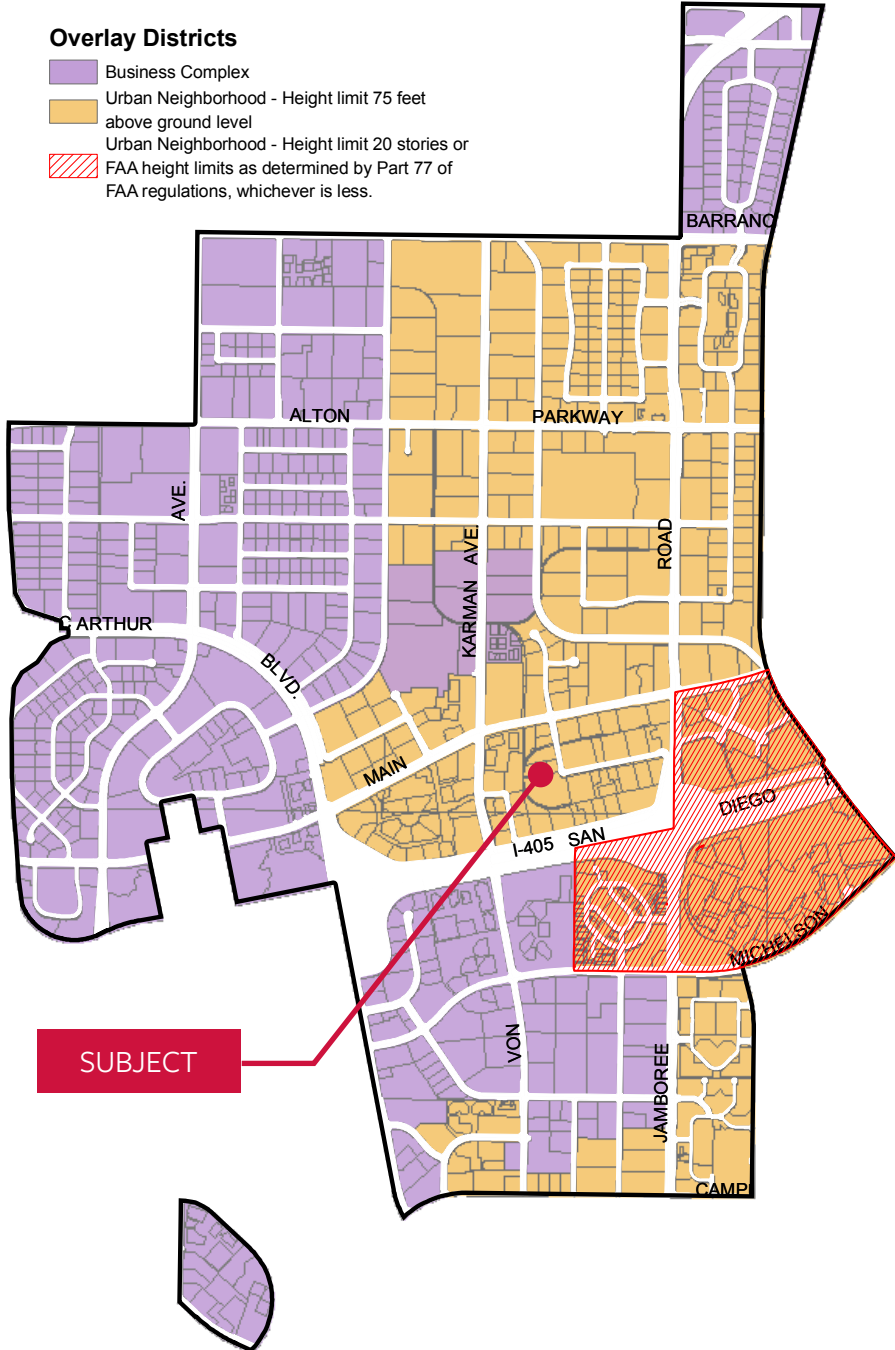 Overlay Districts
Business Complex
Urban Neighborhood - Height limit 75 feet
above ground level
Urban Neighborhood - Height limit 20 stories or
FAA height limits as determined by Part 77 of
FAA regulations, whichever is less.
BARRANC
ALTON
PARKWAY
AVE.
KARMAN AVE.
ROAD
C ARTHUR
BLVD.
MAIN
DIEGO
I-405 SAN
MICHELSON
SUBJECT
VON
JAMBOREE
CAMP